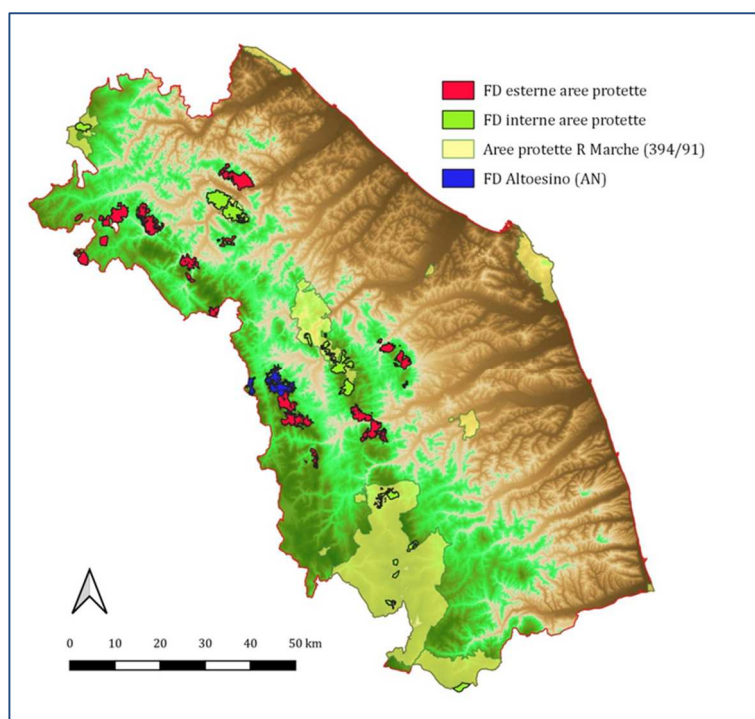 FD esterne aree protette
FD interne aree protette
Aree protette R Marche (394/91)
FD Altoesino (AN)
0 10 20 30 40 50 km